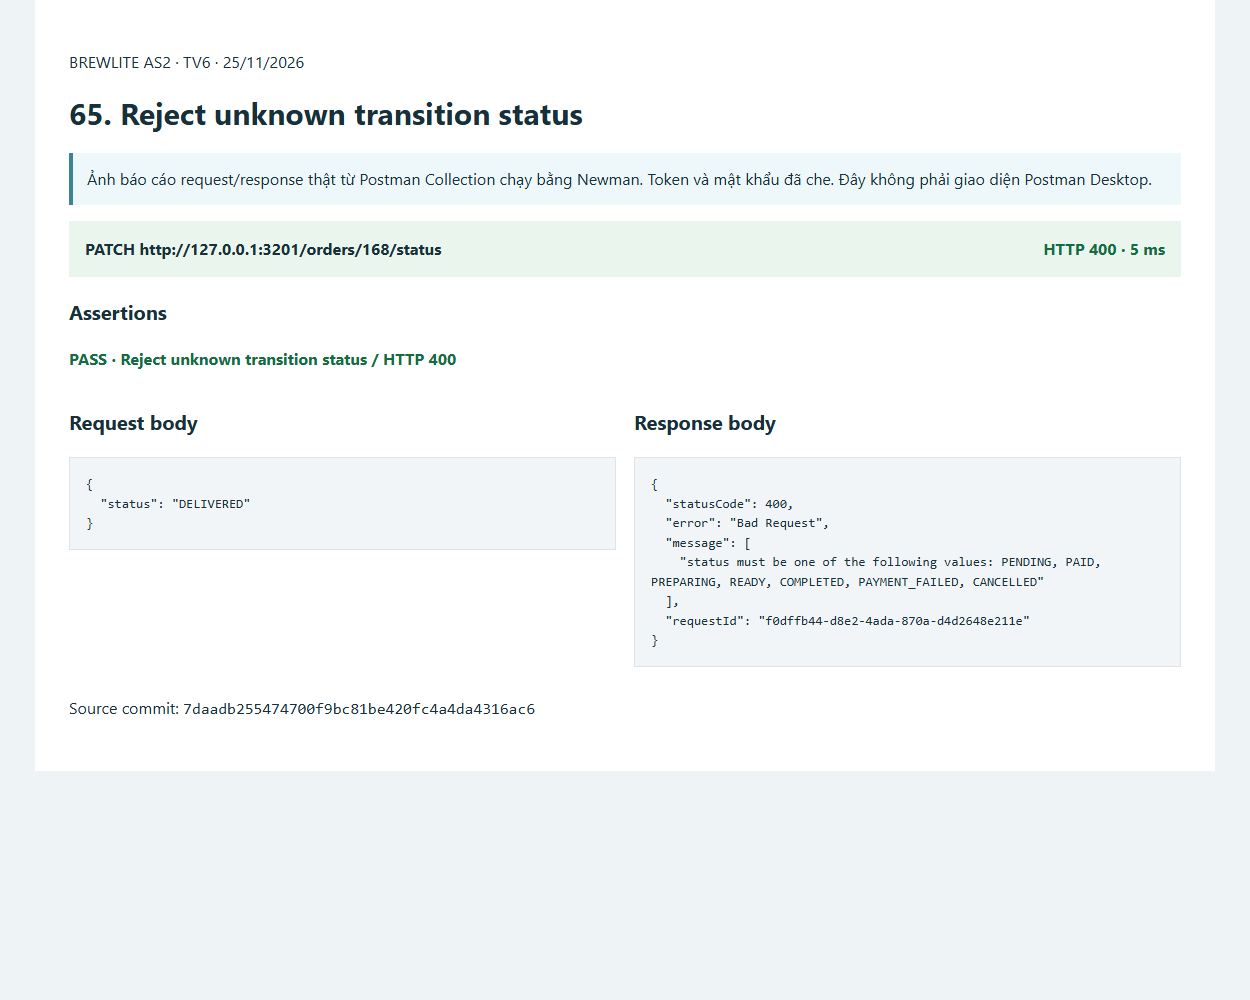 BREWLITE AS2 · TV6 · 25/11/2026
65. Reject unknown transition status
Ảnh báo cáo request/response thật từ Postman Collection chạy bằng Newman. Token và mật khẩu đã che. Đây không phải giao diện Postman Desktop.
PATCH http://127.0.0.1:3201/orders/168/status
HTTP 400 · 5 ms
Assertions
PASS · Reject unknown transition status / HTTP 400
Request body
{
  "status": "DELIVERED"
}
Response body
{
  "statusCode": 400,
  "error": "Bad Request",
  "message": [
    "status must be one of the following values: PENDING, PAID,
PREPARING, READY, COMPLETED, PAYMENT_FAILED, CANCELLED"
  ],
  "requestId": "f0dffb44-d8e2-4ada-870a-d4d2648e211e"
}
Source commit: 7daadb255474700f9bc81be420fc4a4da4316ac6